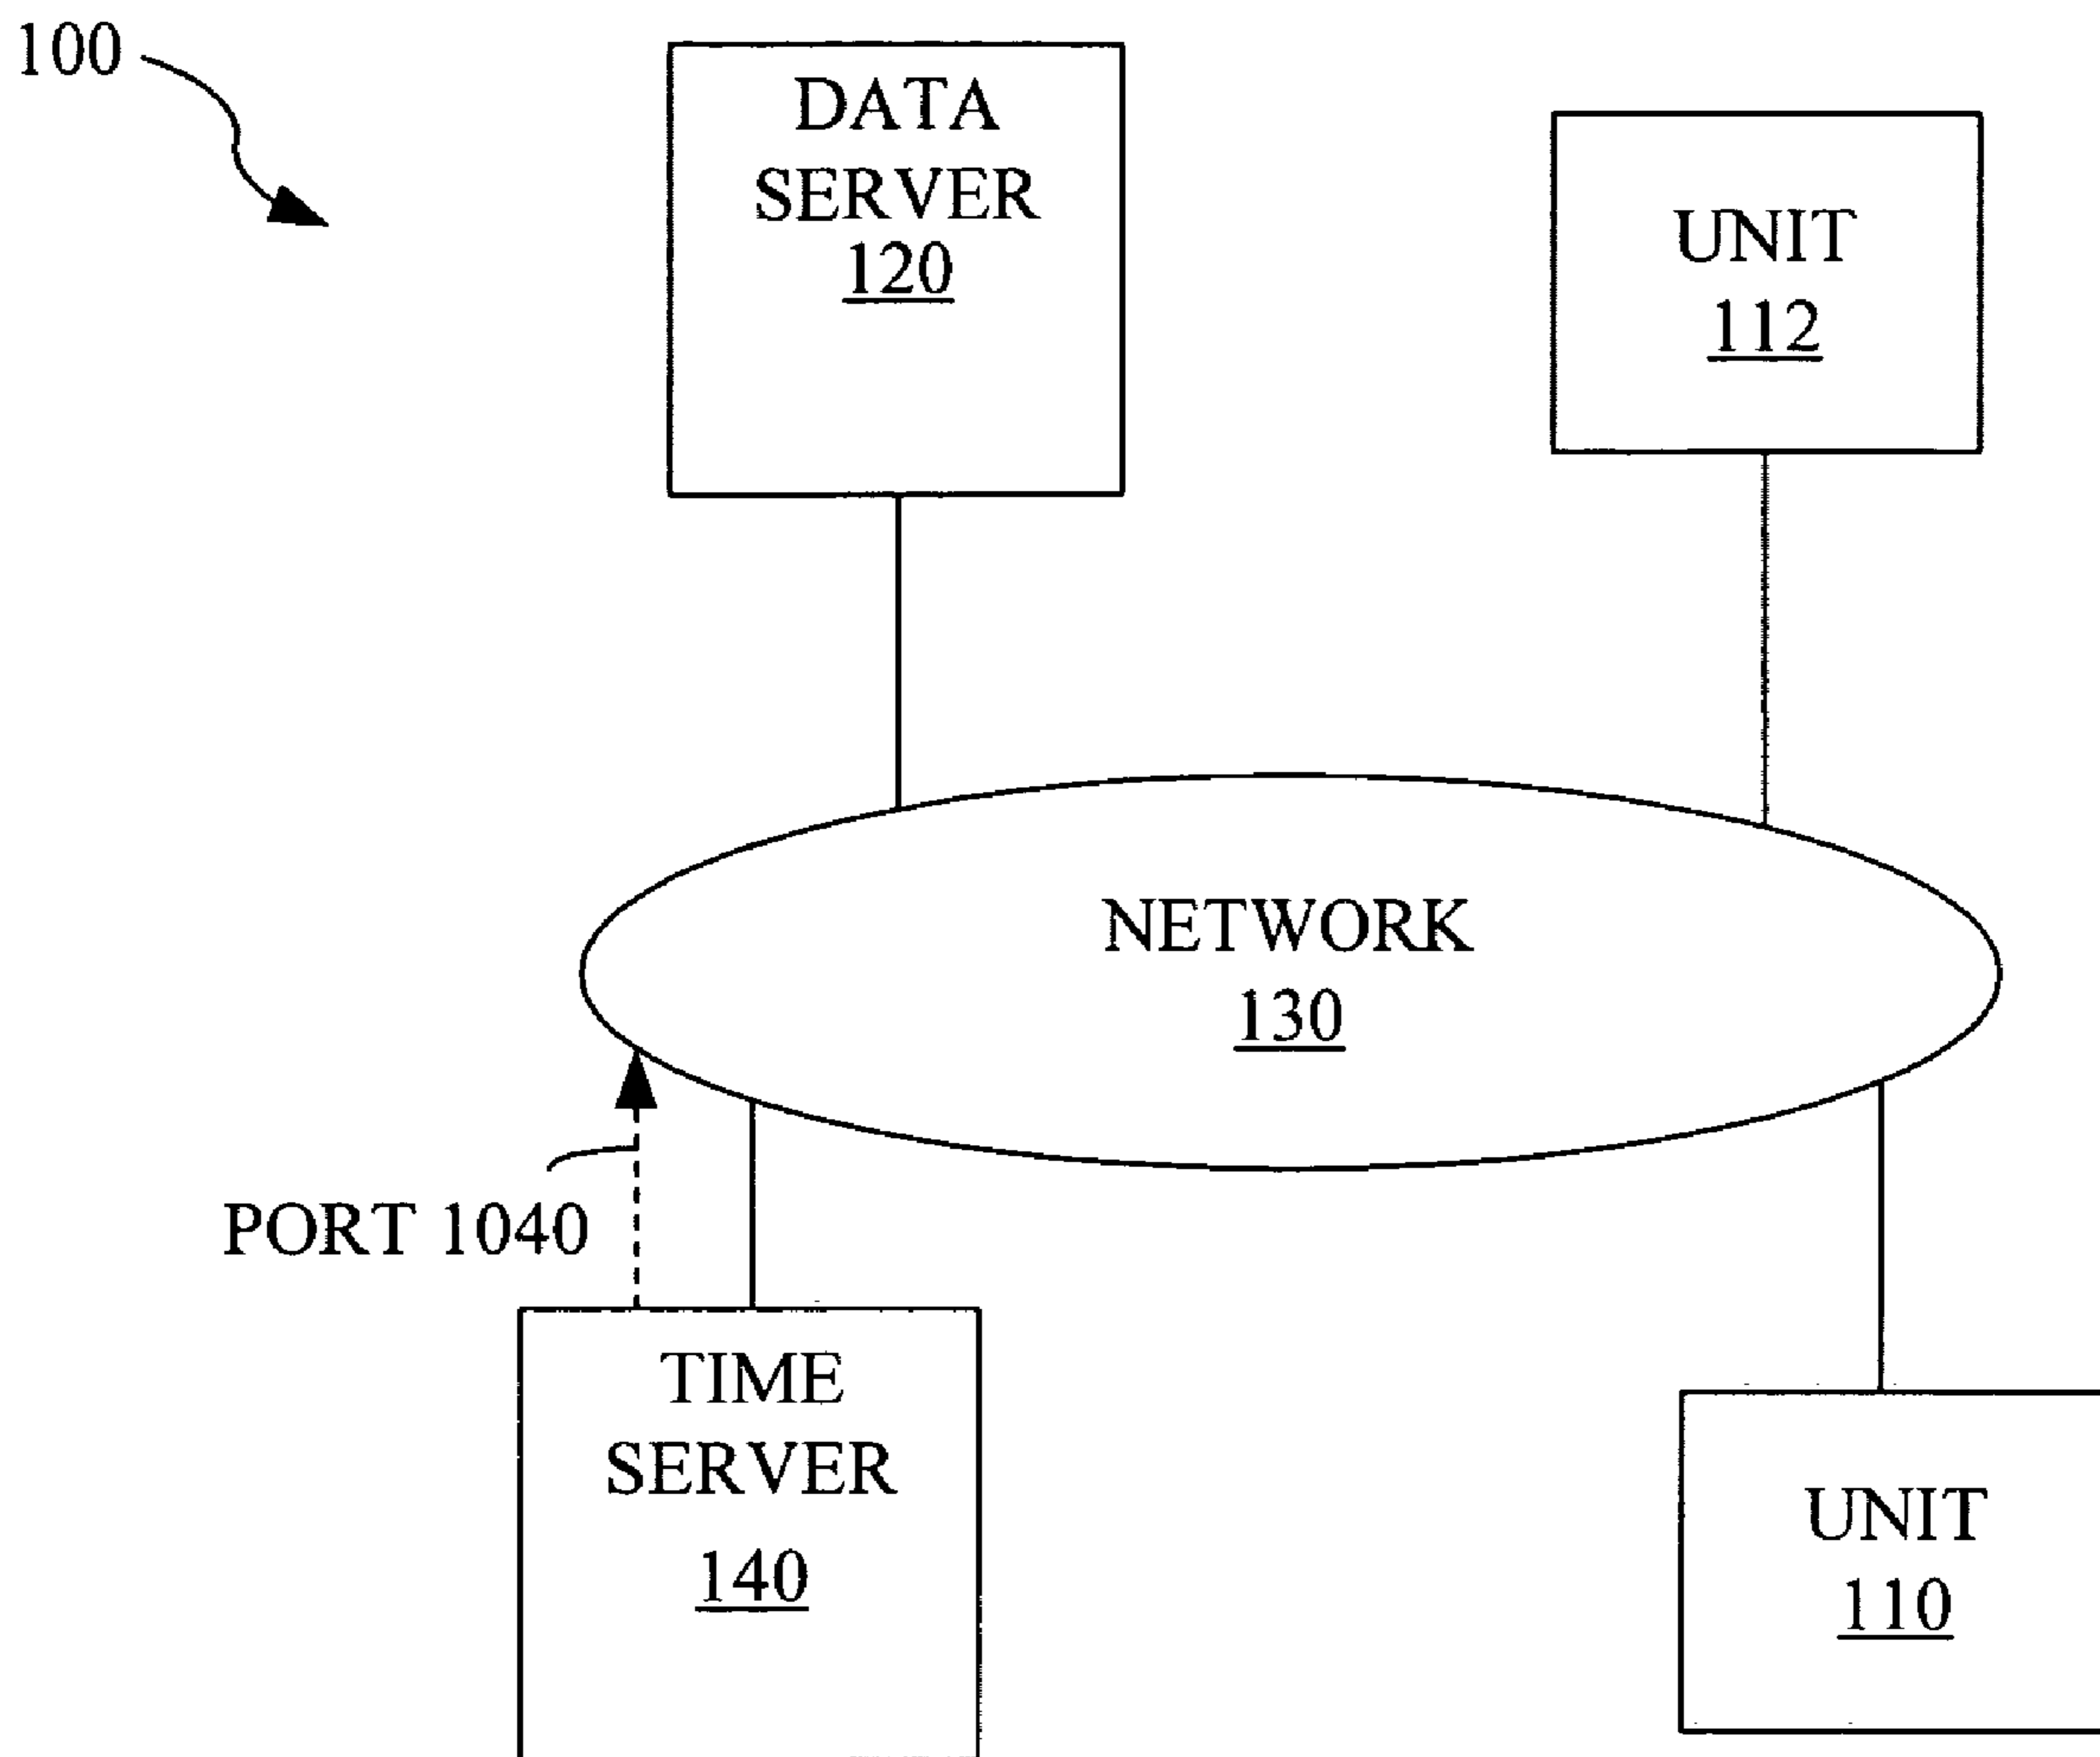 100
DATA
SERVER
120
UNIT
112
NETWORK
130
PORT 1040
TIME
SERVER
140
UNIT
110